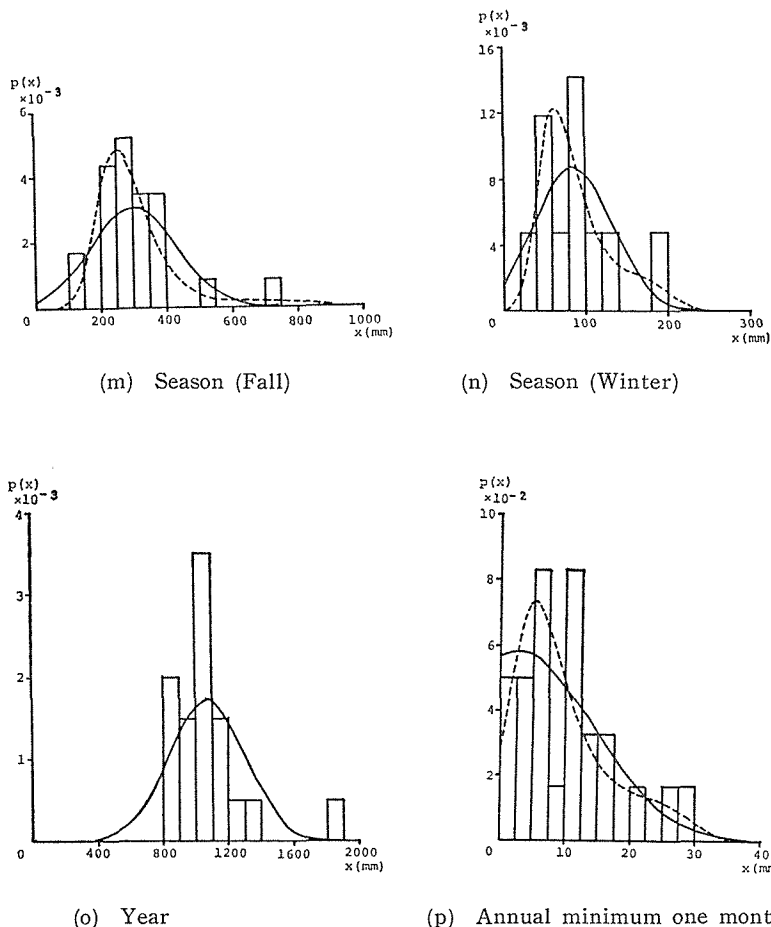 p(x)
×10⁻³
6
4
2
0 200 400 600 800 1000
x(mm)
(m) Season (Fall)
p(x)
×10⁻³
16
12
8
4
0 100 200 300
x(mm)
(n) Season (Winter)
p(x)
×10⁻³
4
3
2
1
0 400 800 1200 1600 2000
x(mm)
(o) Year
p(x)
×10⁻²
10
8
6
4
2
0 10 20 30 40
x (mm
(p) Annual minimum one mont